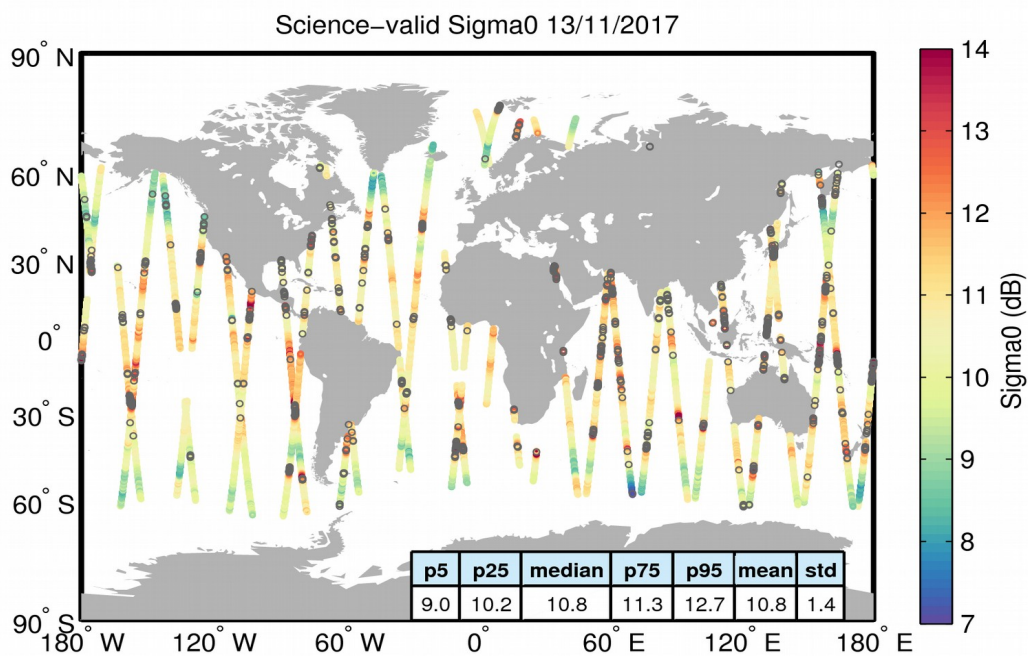 Science−valid Sigma0 13/11/2017
90° N
60° N
30° N
0°
30° S
60° S
90° S
180° W
120° W
60° W
0°
60° E
120° E
180° E
p5 p25 median p75 p95 mean std
9.0 10.2 10.8 11.3 12.7 10.8 1.4
14
13
12
11
10
9
8
7
Sigma0 (dB)